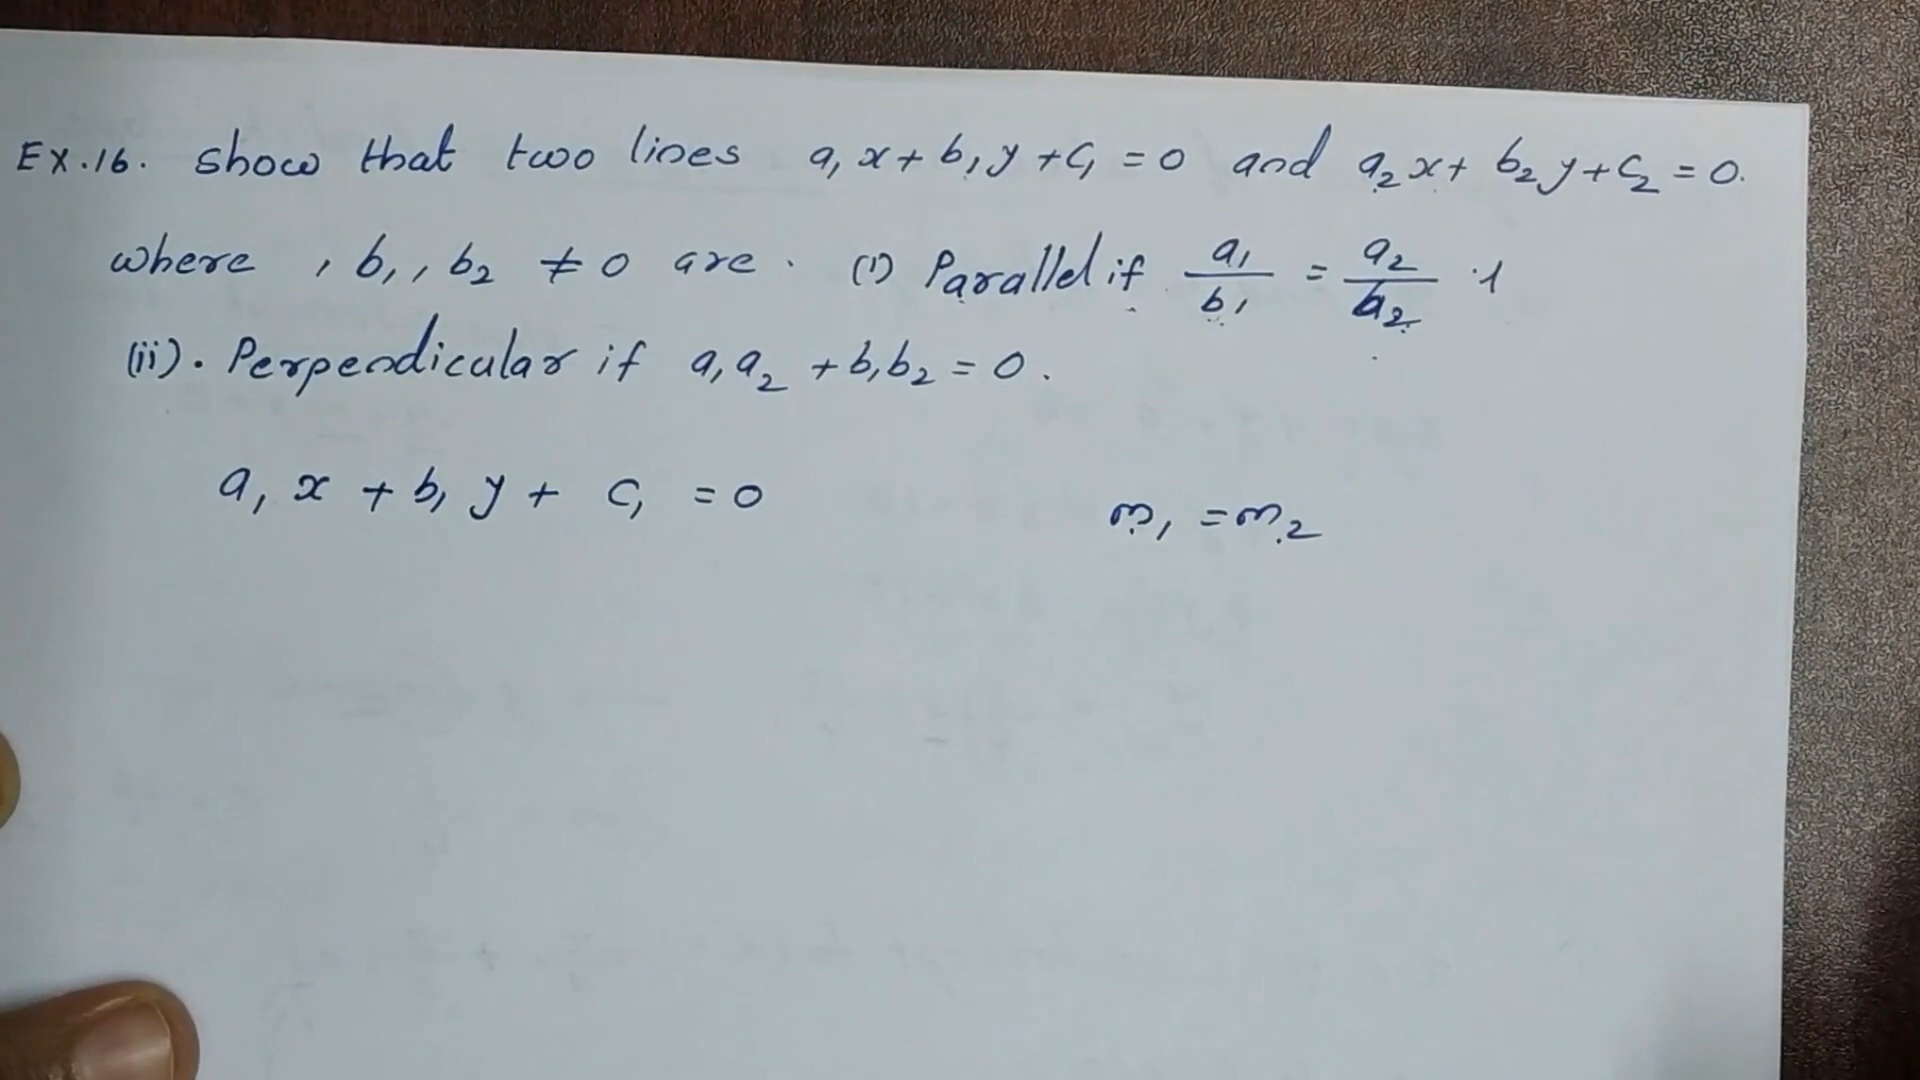 EX.16. show that two lines a₁x + b₁y + c₁ = 0 and a₂x + b₂y + c₂ = 0.
where , b₁, b₂ ≠ 0 are . (i) Parallel if a₁/b₁ = a₂/b₂ .
(ii). Perpendicular if a₁a₂ + b₁b₂ = 0.
a₁x + b₁y + c₁ = 0
m₁ = m₂